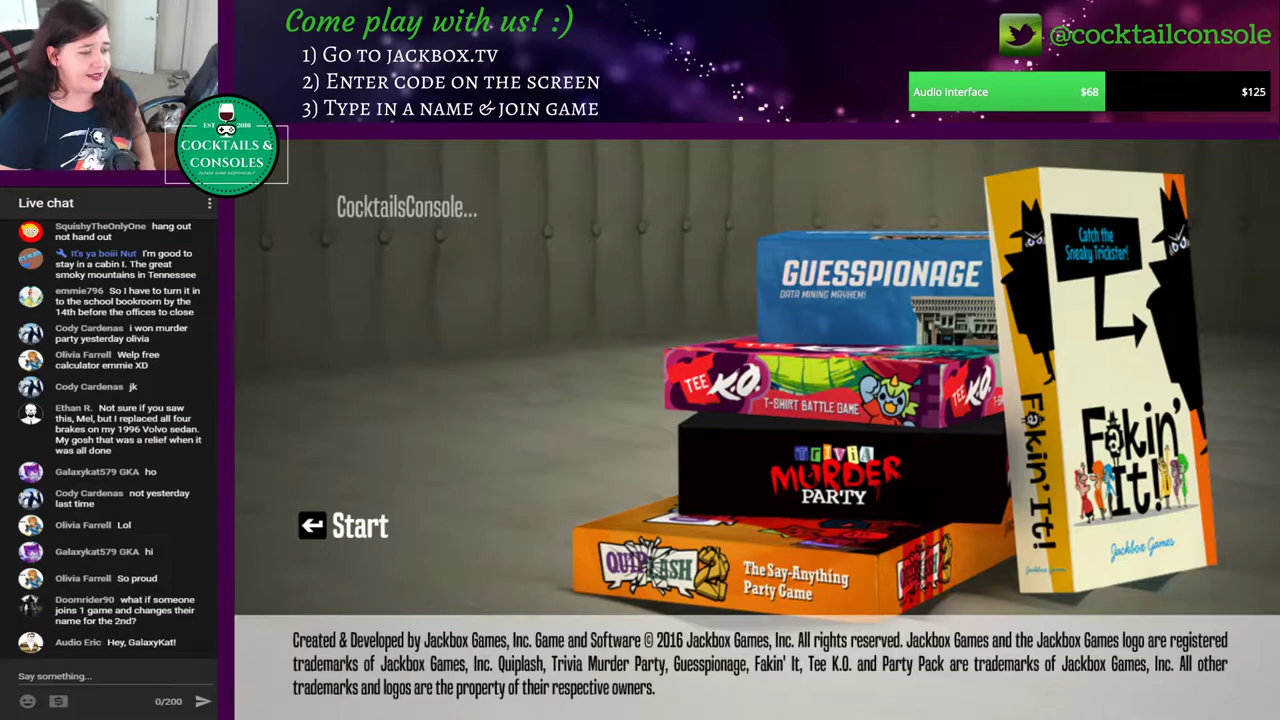 Come play with us! :)
1) Go to jackbox.tv
2) Enter code on the screen
3) Type in a name & join game
@cocktailconsole
Audio Interface $68 $125
EST 2016
COCKTAILS &
CONSOLES
PLEASE GAME RESPONSIBLY
Live chat
SquishyTheOnlyOne hang out
not hand out
It's ya boiii Nut I'm good to
stay in a cabin I. The great
smoky mountains in Tennessee
emmie796 So I have to turn it in
to the school bookroom by the
14th before the offices to close
Cody Cardenas i won murder
party yesterday olivia
Olivia Farrell Welp free
calculator emmie XD
Cody Cardenas jk
Ethan R. Not sure if you saw
this, Mel, but I replaced all four
brakes on my 1996 Volvo sedan.
My gosh that was a relief when it
was all done
Galaxykat579 GKA ho
Cody Cardenas not yesterday
last time
Olivia Farrell Lol
Galaxykat579 GKA hi
Olivia Farrell So proud
Doomrider90 what if someone
joins 1 game and changes their
name for the 2nd?
Audio Eric Hey, GalaxyKat!
Say something...
0/200
CocktailsConsole...
Start
GUESSPIONAGE
DATA MINING MAYHEM!
TEE K.O.
T-SHIRT BATTLE GAME
TEE K.O.
TRIVIA
MURDER
PARTY
QUIPLASH 2
The Say-Anything
Party Game
QUIPLASH 2
Catch the
Sneaky Trickster!
Fakin' It!
Fakin'
It!
Jackbox Games
Jackbox Games
Created & Developed by Jackbox Games, Inc. Game and Software © 2016 Jackbox Games, Inc. All rights reserved. Jackbox Games and the Jackbox Games logo are registered
trademarks of Jackbox Games, Inc. Quiplash, Trivia Murder Party, Guesspionage, Fakin' It, Tee K.O. and Party Pack are trademarks of Jackbox Games, Inc. All other
trademarks and logos are the property of their respective owners.